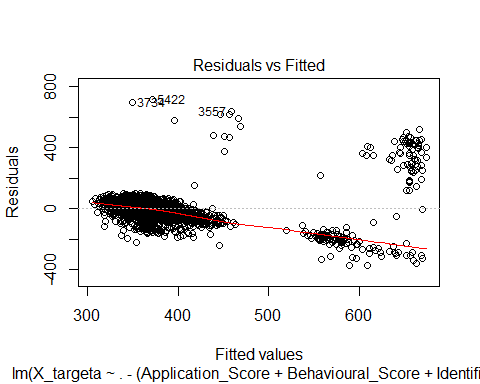 Residuals vs Fitted
Residuals
800
400
0
-400
3734
5422
3557
300 400 500 600
Fitted values
lm(X_targeta ~ . - (Application_Score + Behavioural_Score + Identifi